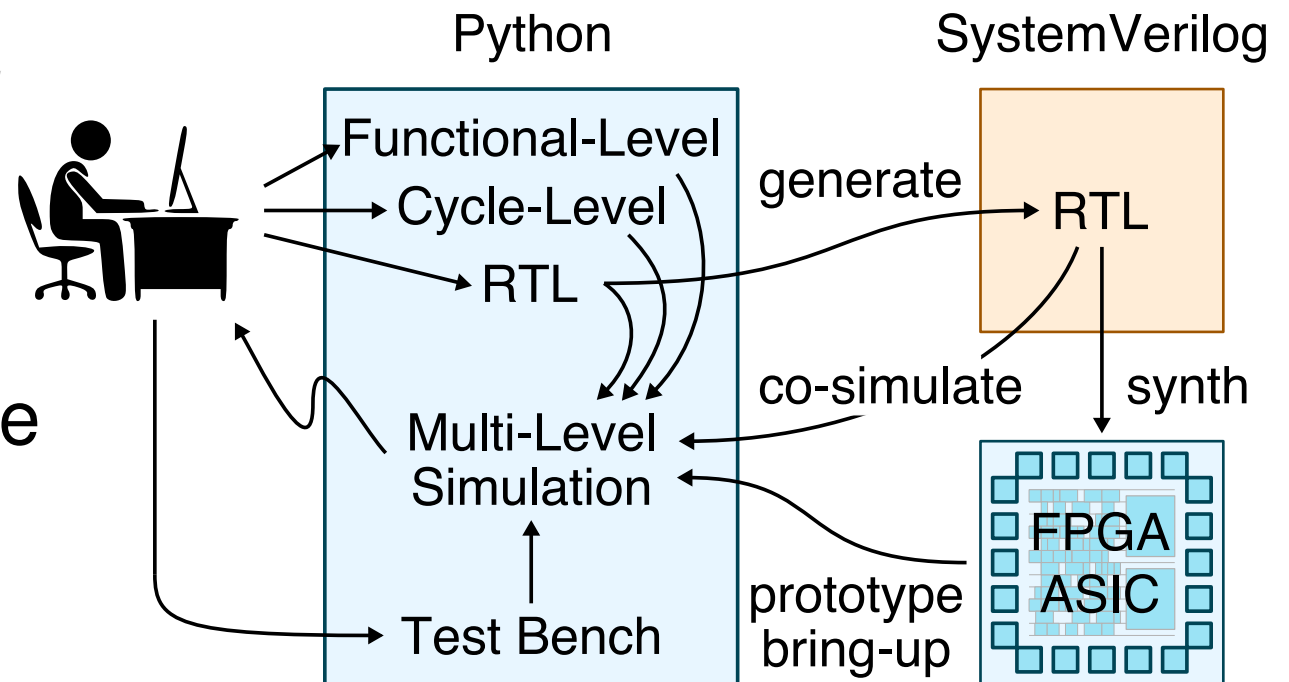 Python
SystemVerilog
Functional-Level
Cycle-Level
RTL
generate
RTL
co-simulate
synth
e
Multi-Level
Simulation
FPGA
ASIC
prototype
bring-up
Test Bench